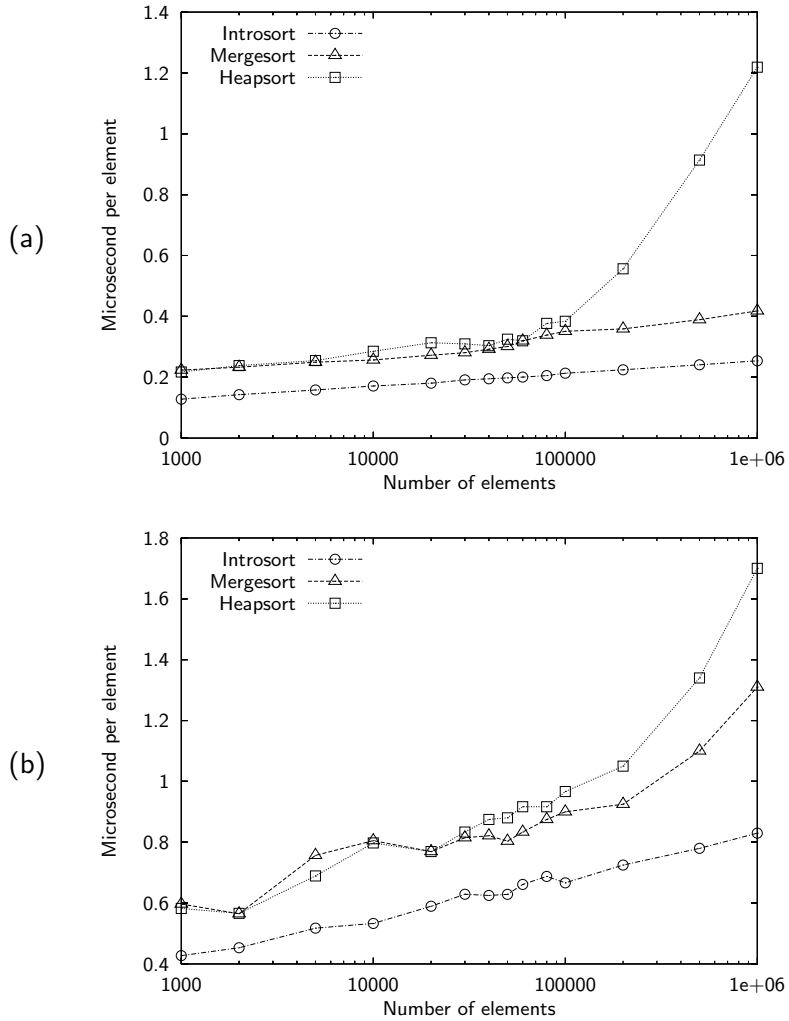 (a)
Microsecond per element
1.4
1.2
1
0.8
0.6
0.4
0.2
0
Introsort
Mergesort
Heapsort
1000 10000 100000 1e+06
Number of elements
(b)
Microsecond per element
1.8
1.6
1.4
1.2
1
0.8
0.6
0.4
Introsort
Mergesort
Heapsort
1000 10000 100000 1e+06
Number of elements